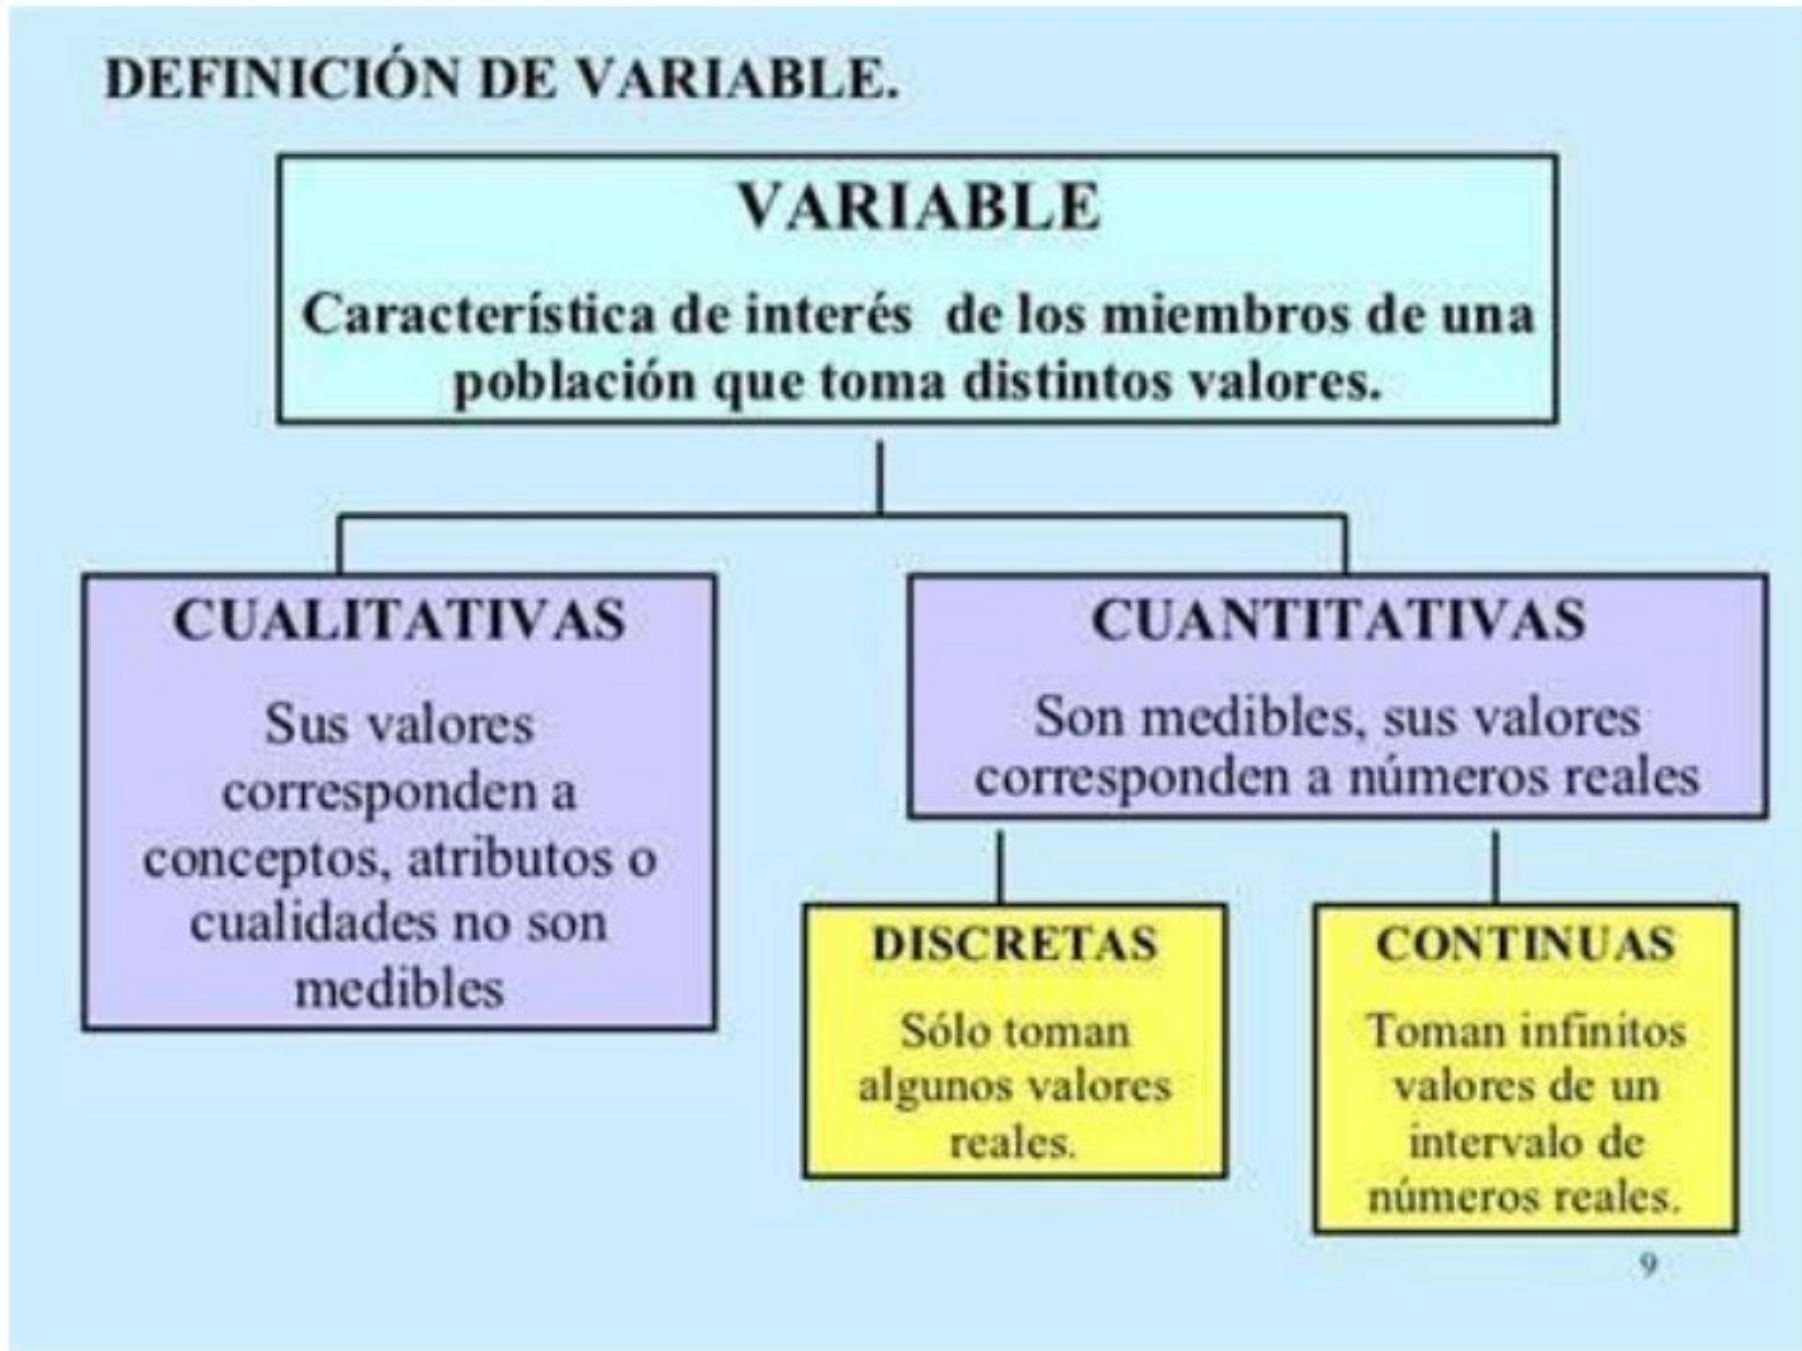 DEFINICIÓN DE VARIABLE.
VARIABLE
Característica de interés de los miembros de una
población que toma distintos valores.
CUALITATIVAS
Sus valores
corresponden a
conceptos, atributos o
cualidades no son
medibles
CUANTITATIVAS
Son medibles, sus valores
corresponden a números reales
DISCRETAS
Sólo toman
algunos valores
reales.
CONTINUAS
Toman infinitos
valores de un
intervalo de
números reales.
9